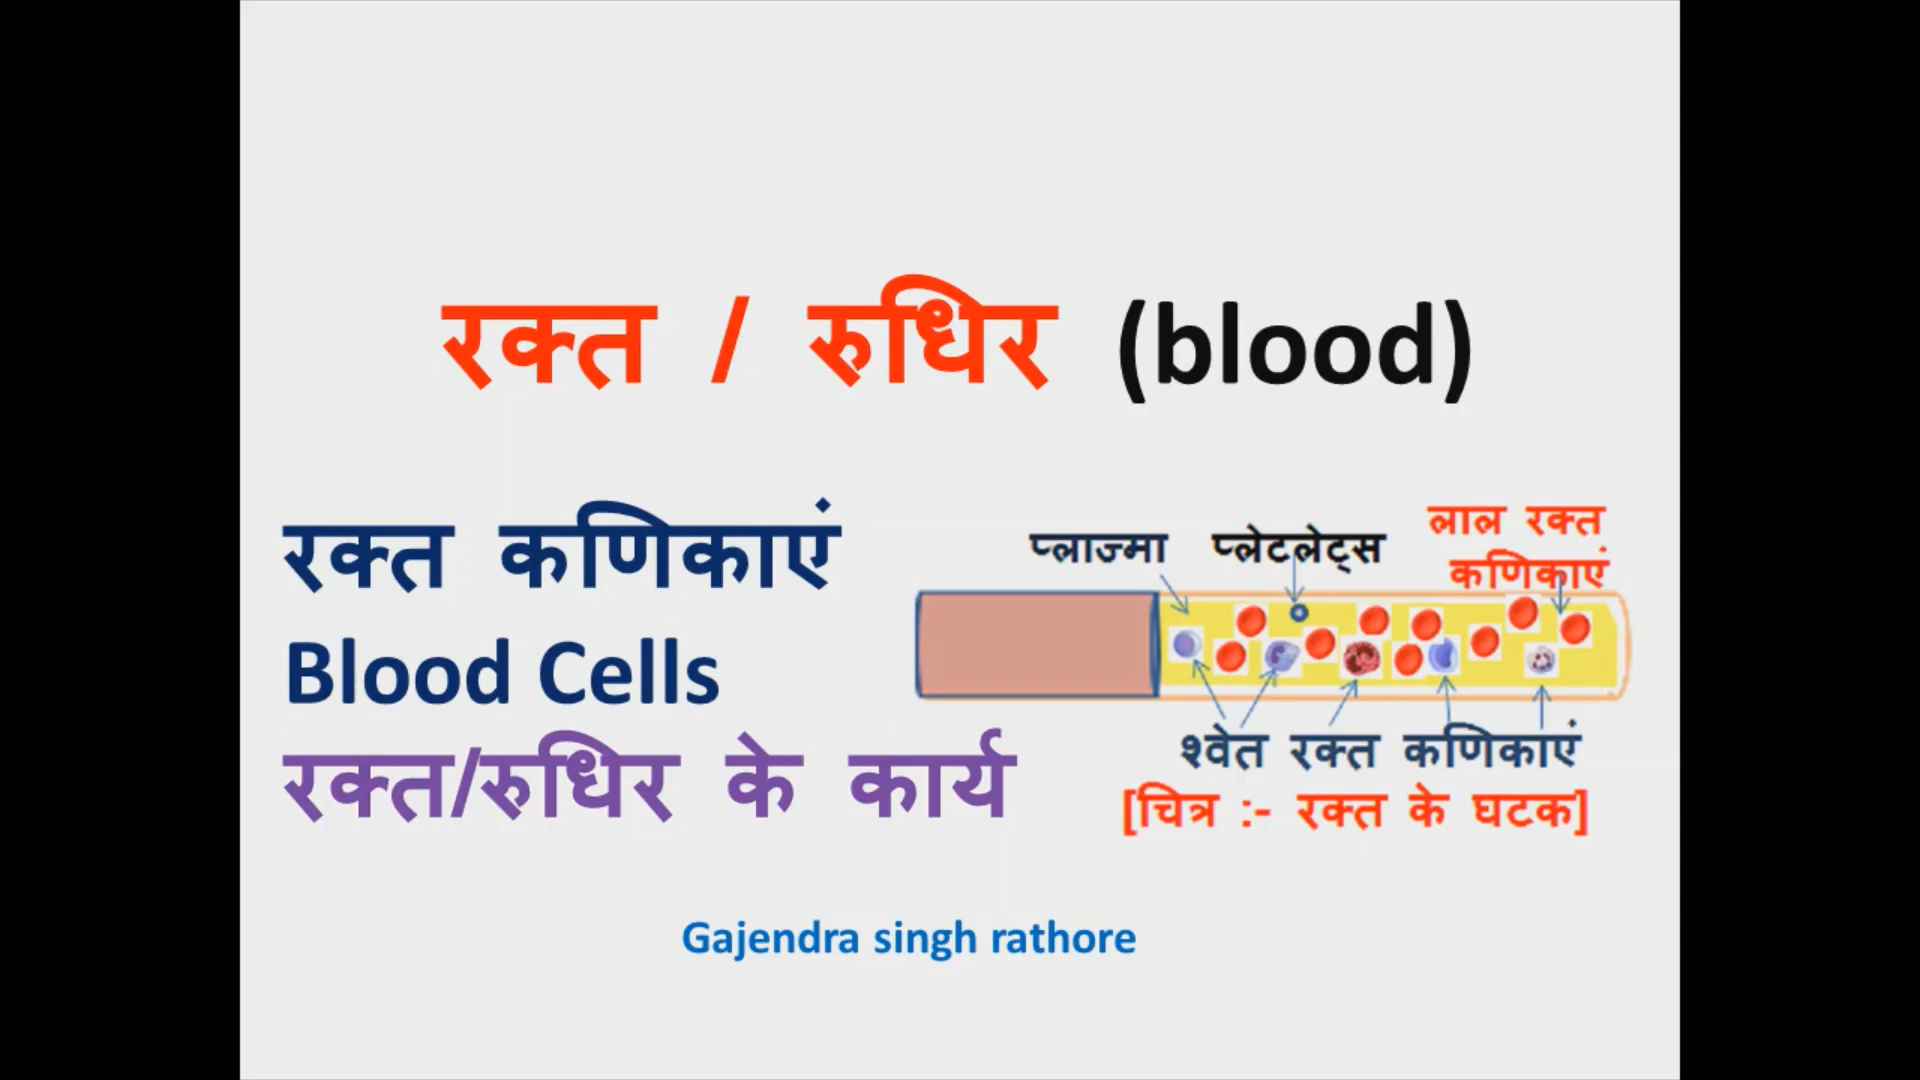 रक्त / रुधिर (blood)
रक्त कणिकाएं
Blood Cells
रक्त/रुधिर के कार्य
प्लाज्मा प्लेटलेट्स
लाल रक्त
कणिकाएं
श्वेत रक्त कणिकाएं
[चित्र :- रक्त के घटक]
Gajendra singh rathore